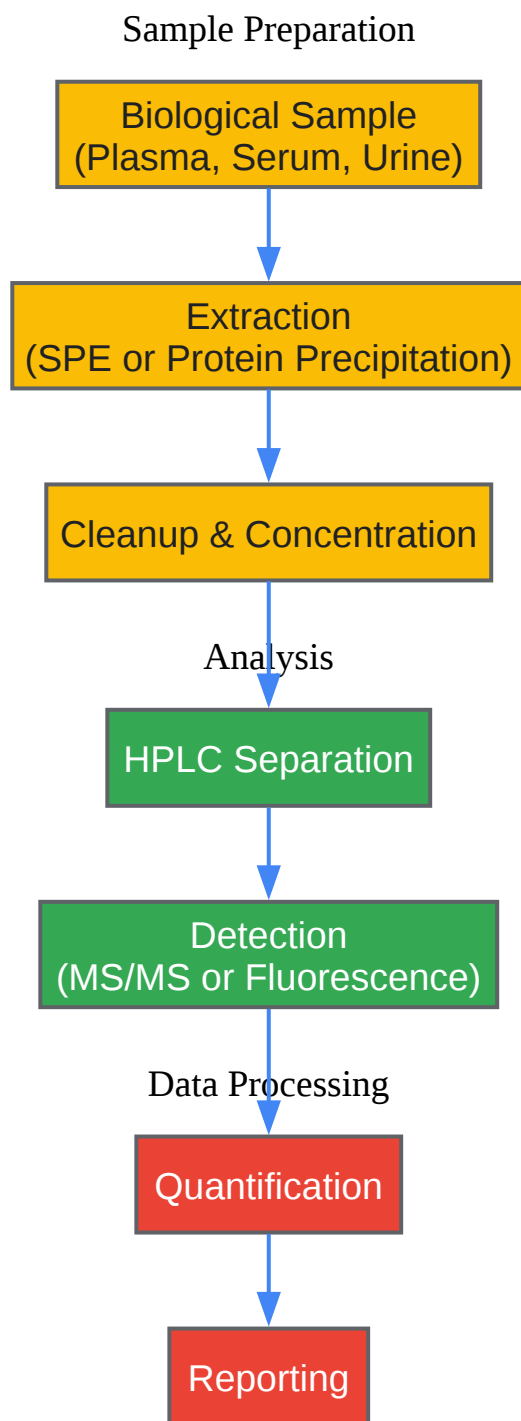 Sample Preparation
Biological Sample
(Plasma, Serum, Urine)
Extraction
(SPE or Protein Precipitation)
Cleanup & Concentration
Analysis
HPLC Separation
Detection
(MS/MS or Fluorescence)
Data Processing
Quantification
Reporting